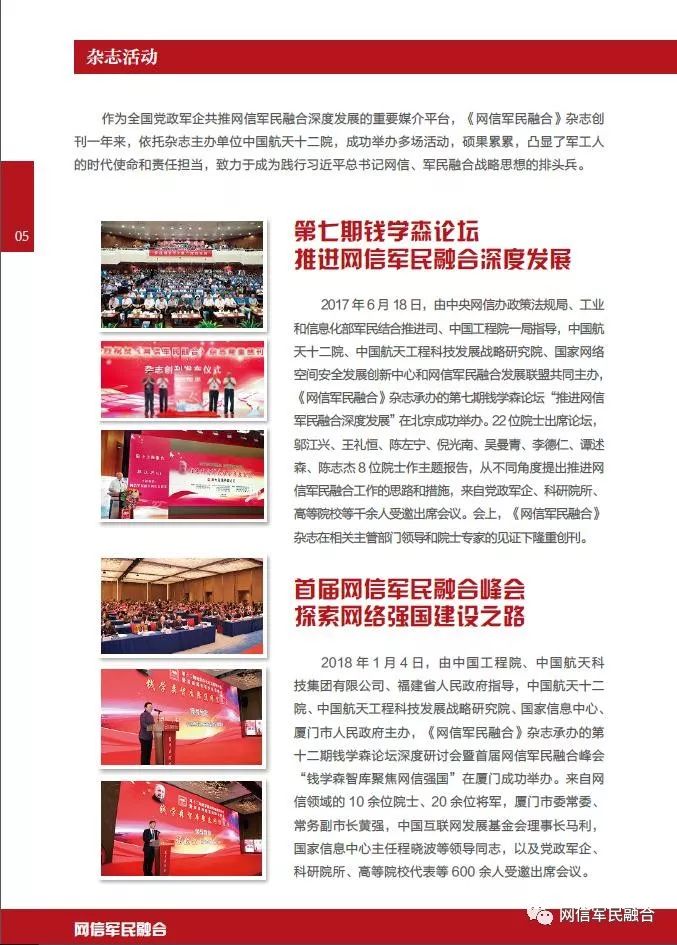 杂志活动
作为全国党政军企共推网信军民融合深度发展的重要媒介平台，《网信军民融合》杂志创
刊一年来，依托杂志主办单位中国航天十二院，成功举办多场活动，硕果累累，凸显了军工人
的时代使命和责任担当，致力于成为践行习近平总书记网信、军民融合战略思想的排头兵。
05
第七期钱学森论坛
推进网信军民融合深度发展
2017 年 6 月 18 日，由中央网信办政策法规局、工业
和信息化部军民结合推进司、中国工程院一局指导，中国航
天十二院、中国航天工程科技发展战略研究院、国家网络
空间安全发展创新中心和网信军民融合发展联盟共同主办，
《网信军民融合》杂志承办的第七期钱学森论坛“推进网信
军民融合深度发展”在北京成功举办。22 位院士出席论坛，
邬江兴、王礼恒、陈左宁、倪光南、吴曼青、李德仁、谭述
森、陈志杰 8 位院士作主题报告，从不同角度提出推进网
信军民融合工作的思路和措施，来自党政军企、科研院所、
高等院校等千余人受邀出席会议。会上，《网信军民融合》
杂志在相关主管部门领导和院士专家的见证下隆重创刊。
杂志创刊发布仪式
首届网信军民融合峰会
探索网络强国建设之路
2018 年 1 月 4 日，由中国工程院、中国航天科
技集团有限公司、福建省人民政府指导，中国航天十二
院、中国航天工程科技发展战略研究院、国家信息中心、
厦门市人民政府主办，《网信军民融合》杂志承办的第
十二期钱学森论坛深度研讨会暨首届网信军民融合峰会
“钱学森智库聚焦网信强国”在厦门成功举办。来自网
信领域的 10 余位院士、20 余位将军，厦门市委常委、
常务副市长黄强，中国互联网发展基金会理事长马利，
国家信息中心主任程晓波等领导同志，以及党政军企、
科研院所、高等院校代表等 600 余人受邀出席会议。
网信军民融合
网信军民融合